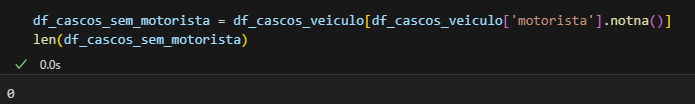 df_cascos_sem_motorista = df_cascos_veiculo[df_cascos_veiculo['motorista'].notna()]
len(df_cascos_sem_motorista)
✓ 0.0s
0